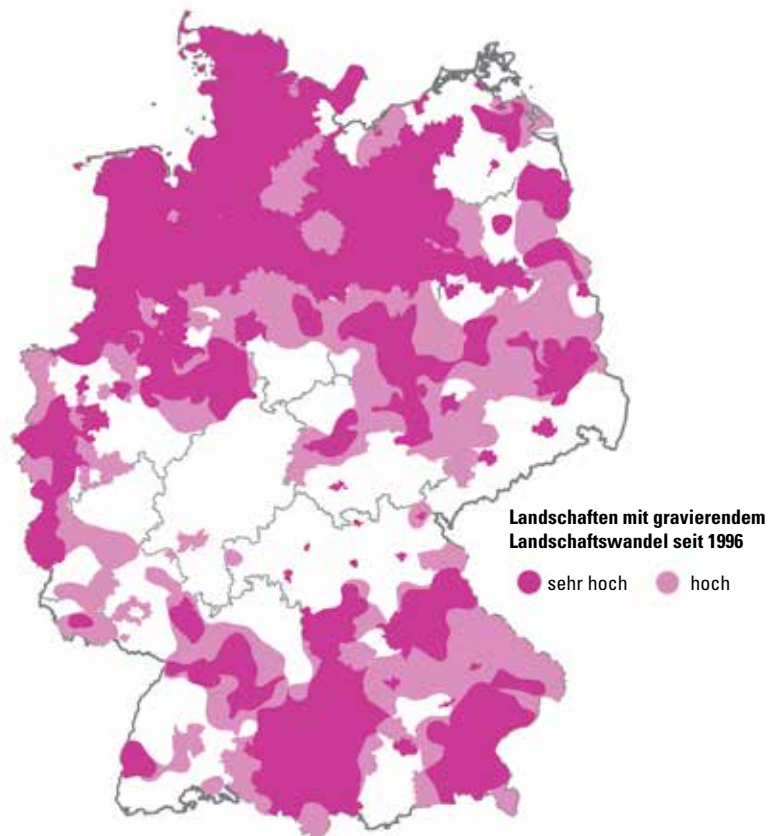 Landschaften mit gravierendem
Landschaftswandel seit 1996
sehr hoch hoch